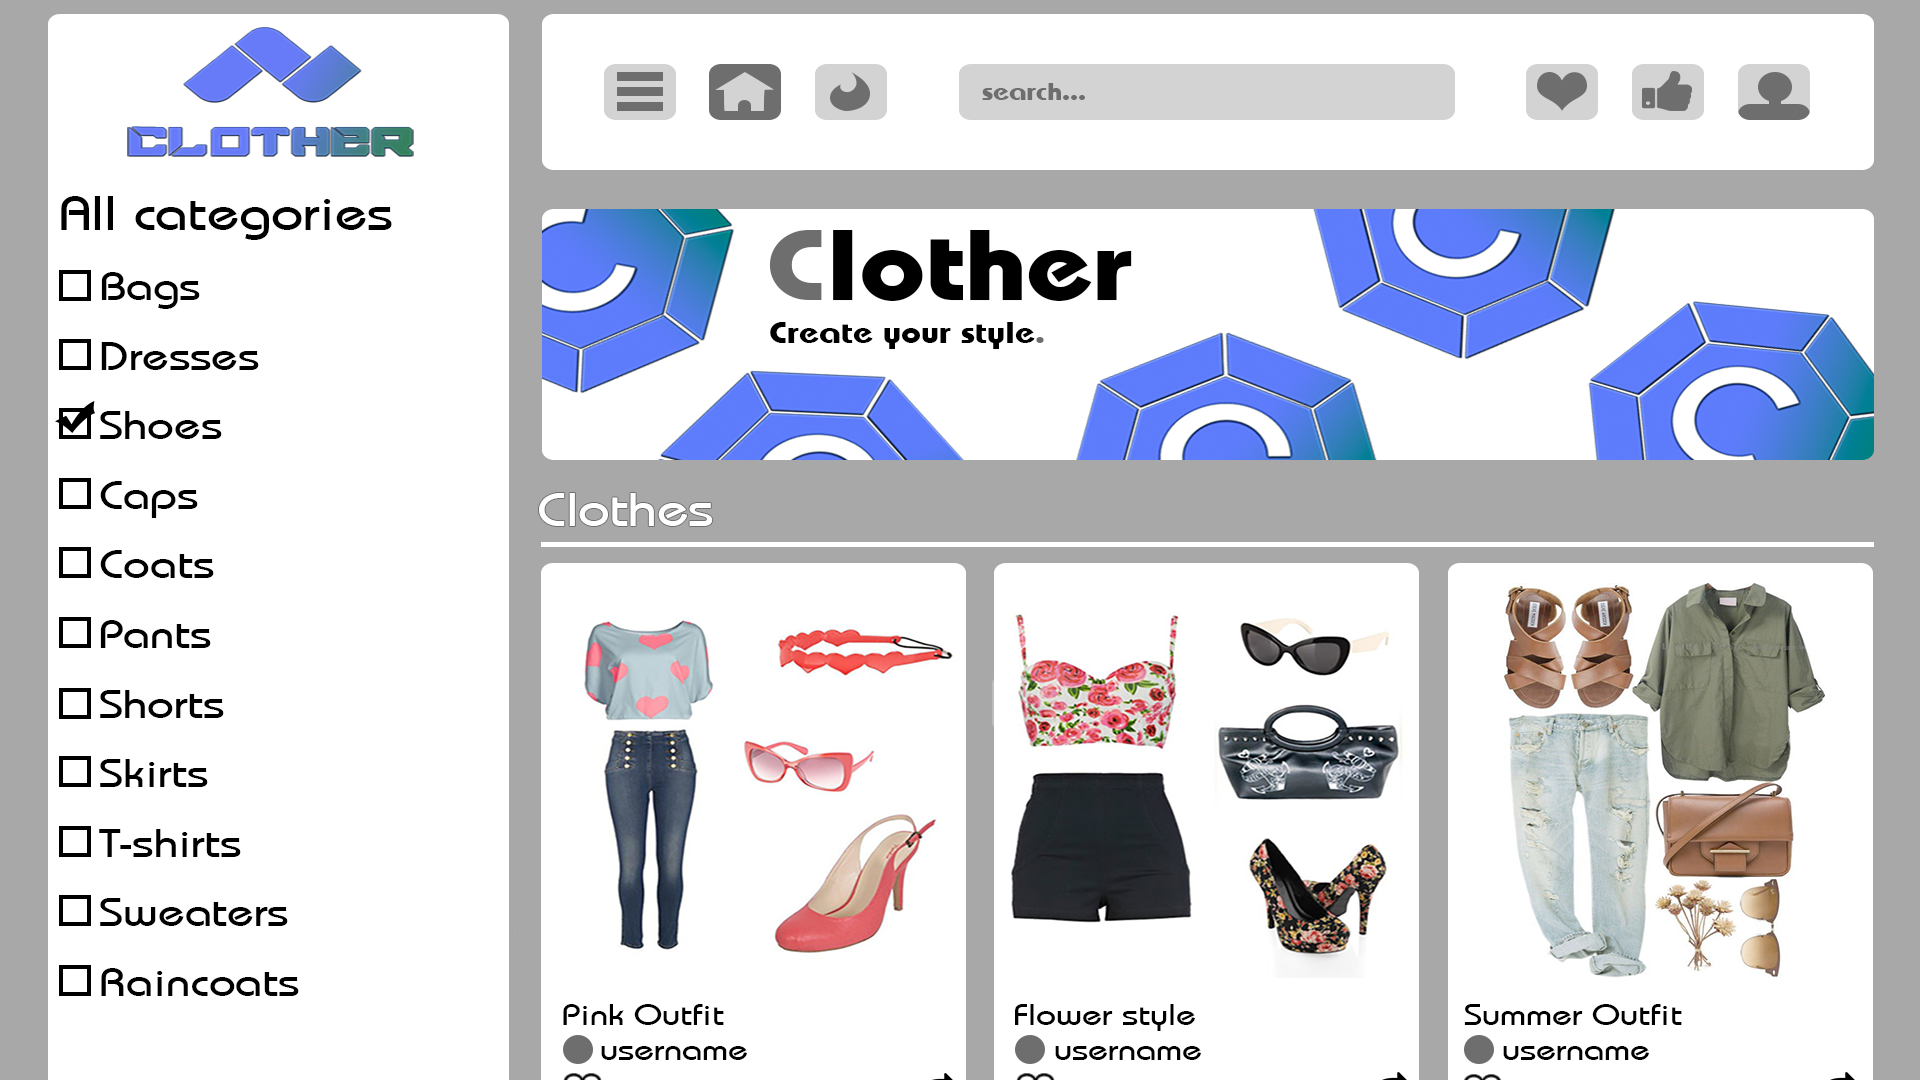 CLOTHER
All categories
Bags
Dresses
Shoes
Caps
Coats
Pants
Shorts
Skirts
T-shirts
Sweaters
Raincoats
search...
Clother
Create your style.
C
C
C
C
C
Clothes
Pink Outfit
username
Flower style
username
Summer Outfit
username